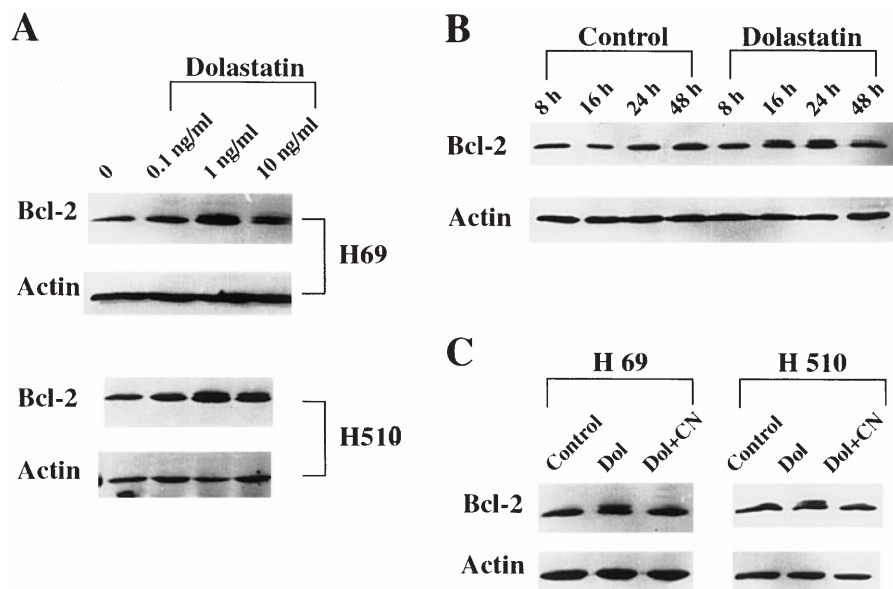 A
Dolastatin
0
0.1 ng/ml
1 ng/ml
10 ng/ml
Bcl-2
Actin
H69
Bcl-2
Actin
H510
B
Control
Dolastatin
8 h
16 h
24 h
48 h
8 h
16 h
24 h
48 h
Bcl-2
Actin
C
H 69
H 510
Control
Dol
Dol+CN
Control
Dol
Dol+CN
Bcl-2
Actin